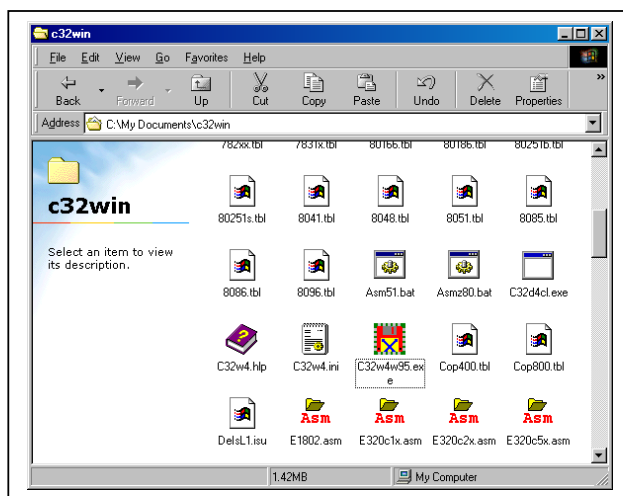 c32win
File Edit View Go Favorites Help
Back Forward Up Cut Copy Paste Undo Delete Properties »
Address C:\My Documents\c32win
782xx.tbl 7831x.tbl 80166.tbl 80186.tbl 80251b.tbl
c32win
80251s.tbl 8041.tbl 8048.tbl 8051.tbl 8085.tbl
Select an item to view
its description.
8086.tbl 8096.tbl Asm51.bat Asmz80.bat C32d4cl.exe
C32w4.hlp C32w4.ini C32w4w95.ex
e Cop400.tbl Cop800.tbl
Asm Asm Asm Asm
DelsL1.isu E1802.asm E320c1x.asm E320c2x.asm E320c5x.asm
1.42MB My Computer